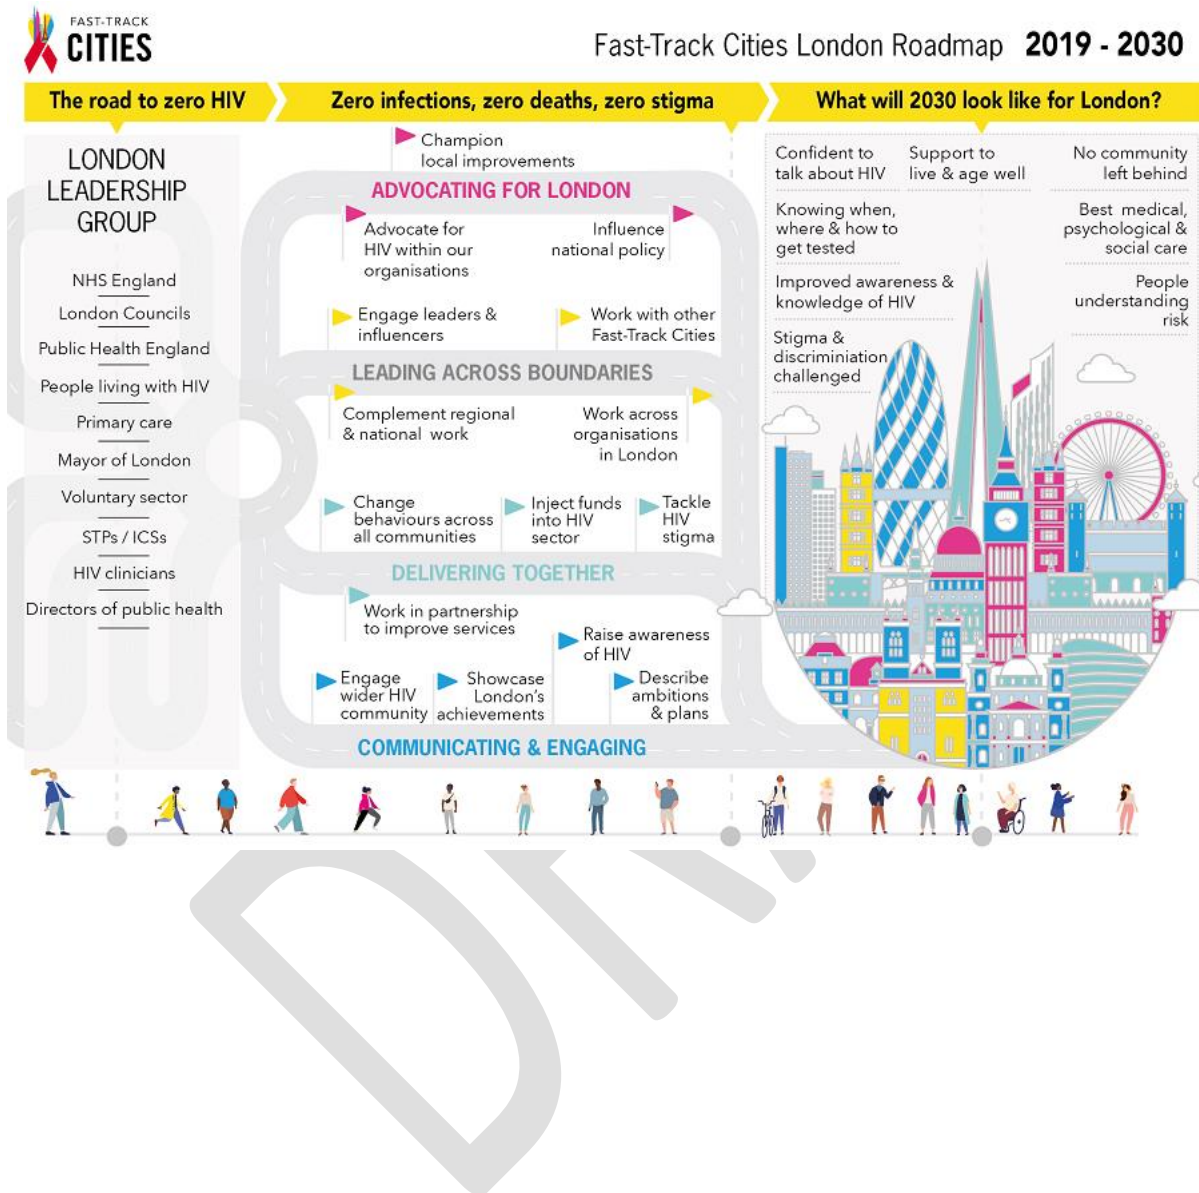 FAST-TRACK
CITIES
Fast-Track Cities London Roadmap 2019 - 2030
The road to zero HIV
Zero infections, zero deaths, zero stigma
What will 2030 look like for London?
LONDON
LEADERSHIP
GROUP
NHS England
London Councils
Public Health England
People living with HIV
Primary care
Mayor of London
Voluntary sector
STPs / ICSs
HIV clinicians
Directors of public health
Champion
local improvements
ADVOCATING FOR LONDON
Advocate for
HIV within our
organisations
Influence
national policy
Engage leaders &
influencers
Work with other
Fast-Track Cities
LEADING ACROSS BOUNDARIES
Complement regional
& national work
Work across
organisations
in London
Change
behaviours across
all communities
Inject funds
into HIV
sector
Tackle
HIV
stigma
DELIVERING TOGETHER
Work in partnership
to improve services
Raise awareness
of HIV
Engage
wider HIV
community
Showcase
London's
achievements
Describe
ambitions
& plans
COMMUNICATING & ENGAGING
Confident to
talk about HIV
Support to
live & age well
No community
left behind
Knowing when,
where & how to
get tested
Best medical,
psychological &
social care
Improved awareness &
knowledge of HIV
People
understanding
risk
Stigma &
discriminiation
challenged